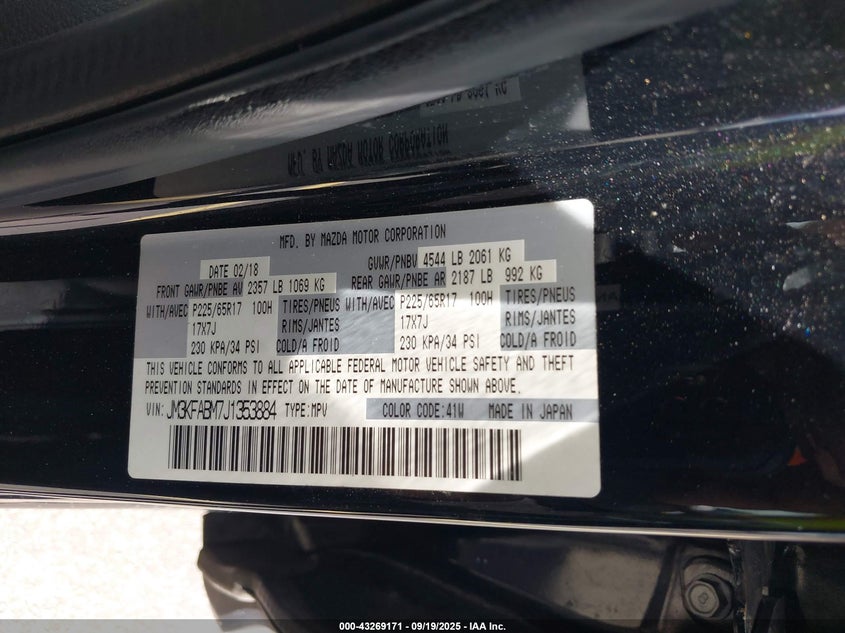 MFD. BY MAZDA MOTOR CORPORATION
DATE 02/18 GVWR/PNBV 4544 LB 2061 KG
FRONT GAWR/PNBE AV 2357 LB 1069 KG REAR GAWR/PNBE AR 2187 LB 992 KG
WITH/AVEC P225/65R17 100H TIRES/PNEUS WITH/AVEC P225/65R17 100H TIRES/PNEUS
17X7J RIMS/JANTES 17X7J RIMS/JANTES
230 KPA/34 PSI COLD/A FROID 230 KPA/34 PSI COLD/A FROID
THIS VEHICLE CONFORMS TO ALL APPLICABLE FEDERAL MOTOR VEHICLE SAFETY AND THEFT
PREVENTION STANDARDS IN EFFECT ON THE DATE OF MANUFACTURE SHOWN ABOVE.
VIN: JM3KFABM7J1353884 TYPE:MPV COLOR CODE:41W MADE IN JAPAN
000-43269171 - 09/19/2025 - IAA Inc.